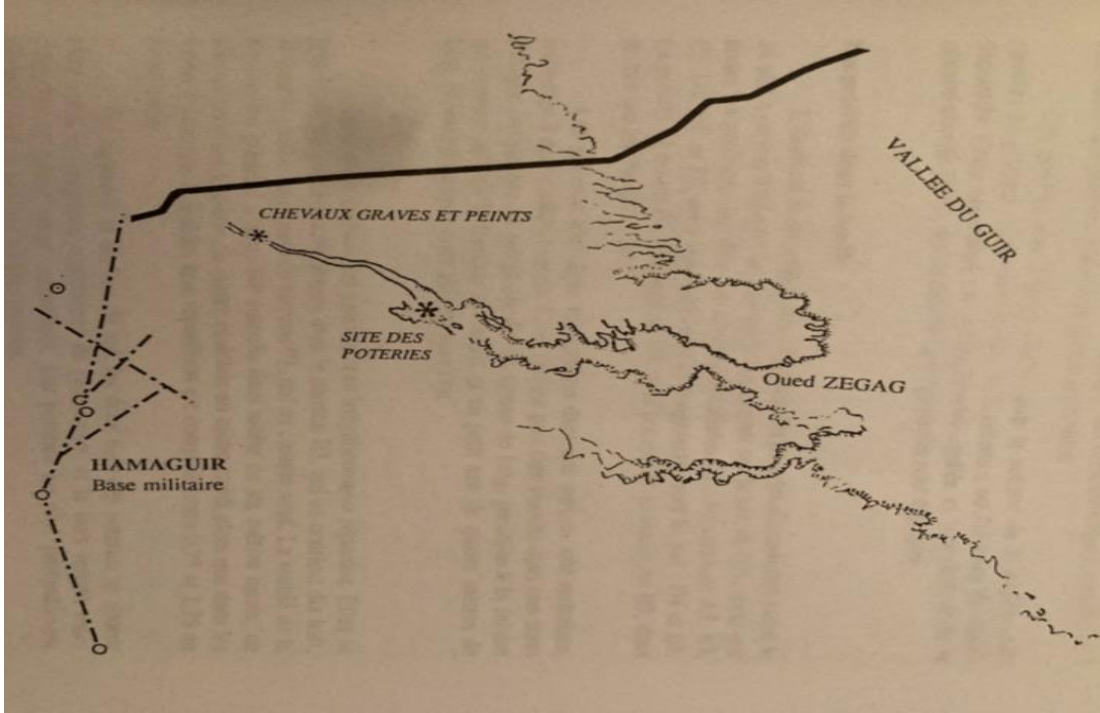 VALLEE DU GUIR
CHEVAUX GRAVES ET PEINTS
SITE DES
POTERIES
Oued ZEGAG
HAMAGUIR
Base militaire